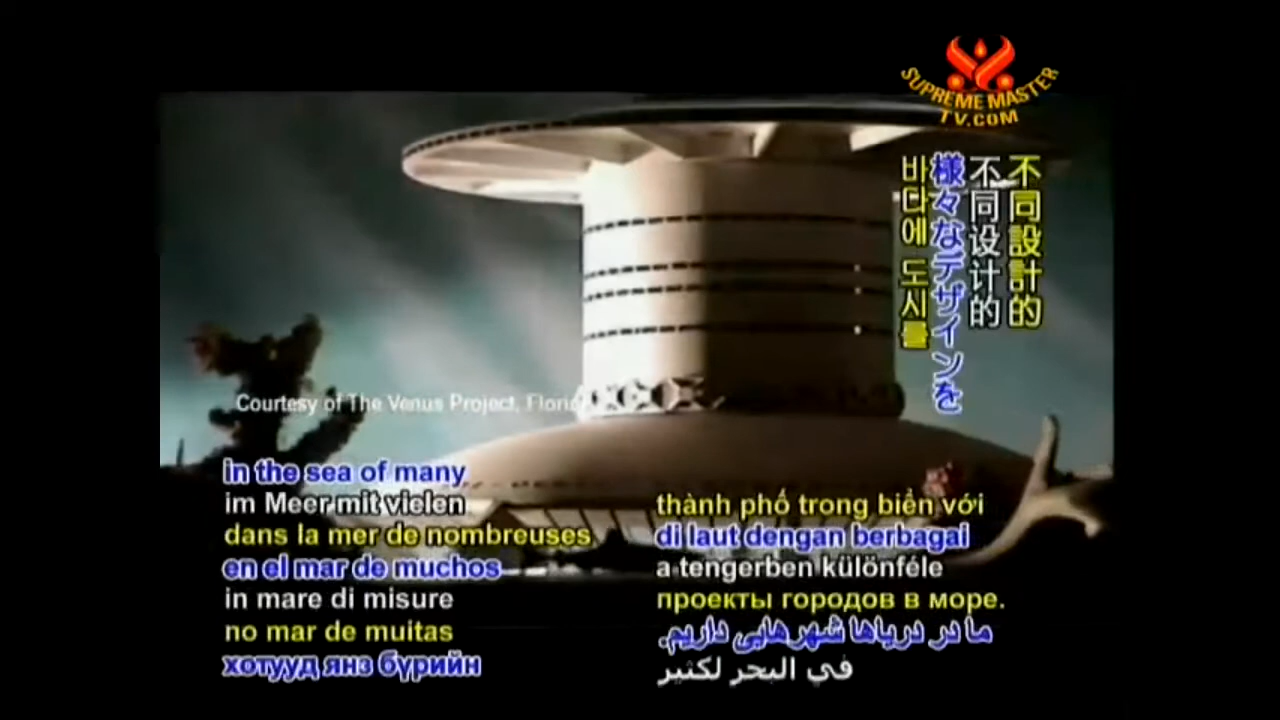 SUPREME MASTER
TV.COM
不同設計的
不同设计的
様々なデザインを
바다에 도시를
Courtesy of The Venus Project,
in the sea of many
im Meer mit vielen
dans la mer de nombreuses
en el mar de muchos
in mare di misure
no mar de muitas
хотууд янз бүрийн
thành phố trong biển với
di laut dengan berbagai
a tengerben különféle
проекты городов в море.
ما در دریاها شهرهایی داریم.
في البحر لكثير